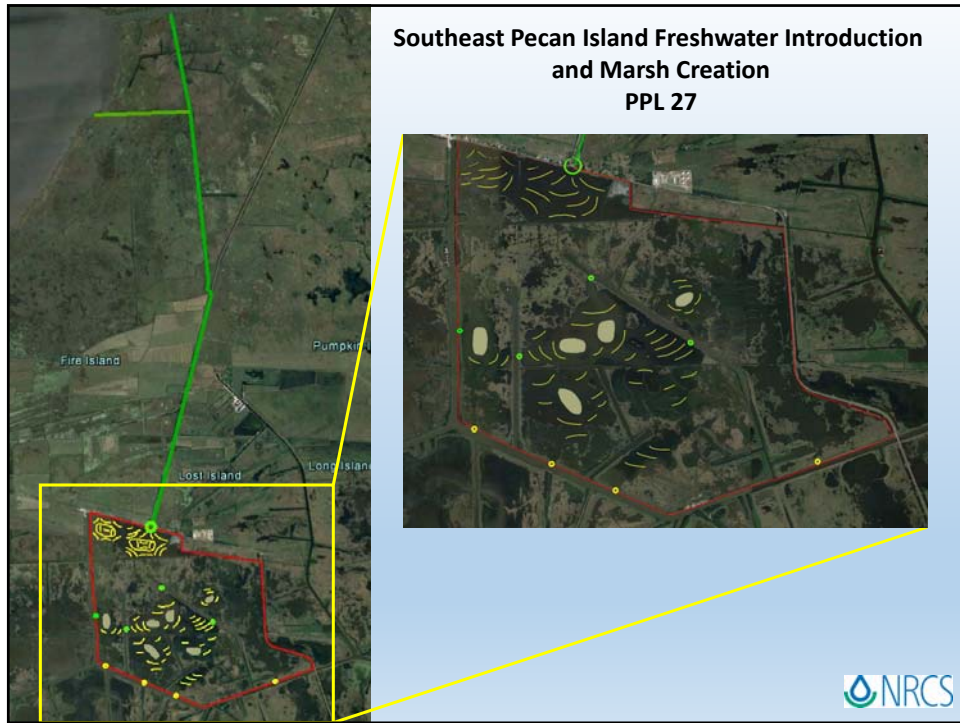 Southeast Pecan Island Freshwater Introduction
and Marsh Creation
PPL 27
Fire Island
Lost Island
NRCS